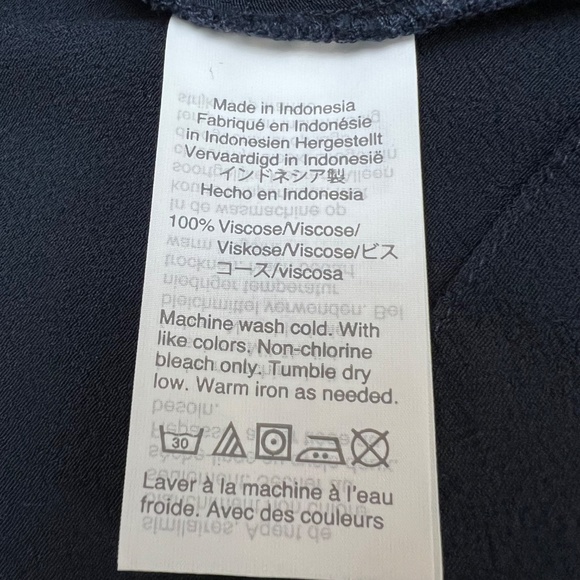 Made in Indonesia
Fabriqué en Indonésie
in Indonesien Hergestellt
Vervaardigd in Indonesië
インドネシア製
Hecho en Indonesia
100% Viscose/Viscose/
Viskose/Viscose/ビス
コース/viscosa
Machine wash cold. With
like colors. Non-chlorine
bleach only. Tumble dry
low. Warm iron as needed.
30
Laver à la machine à l'eau
froide. Avec des couleurs